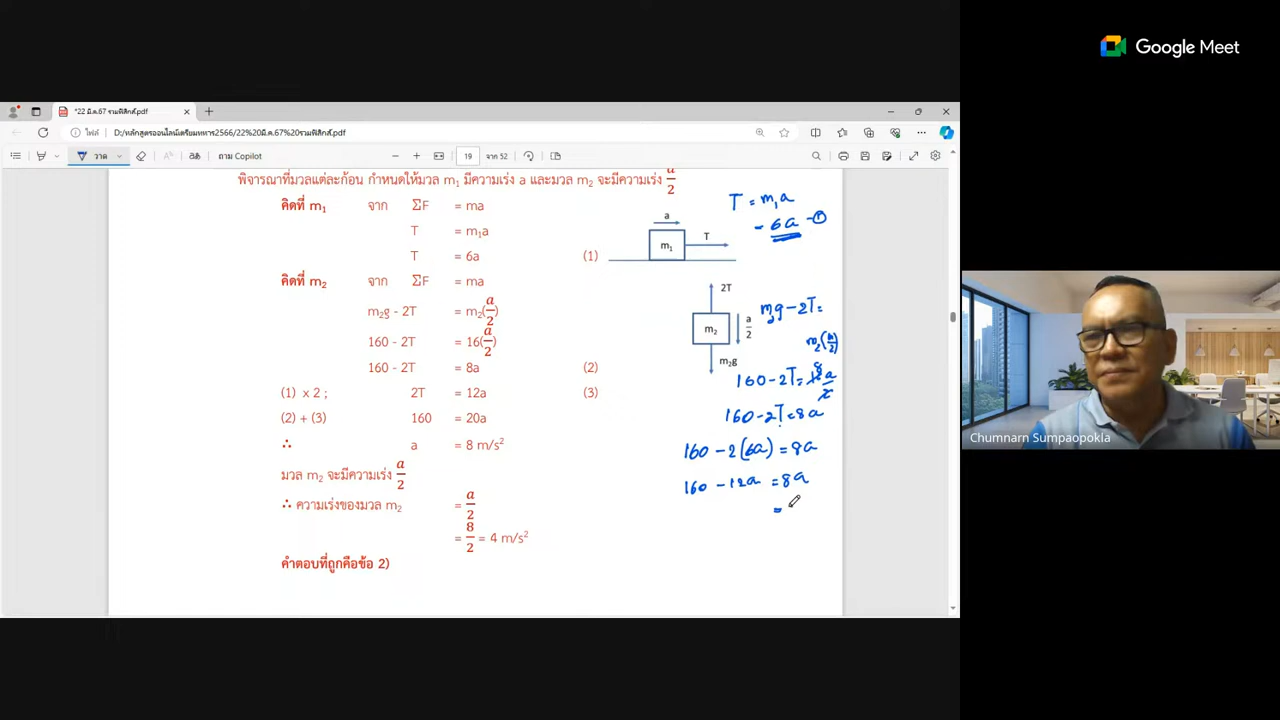 Google Meet
*22 มี.ค.67 รวมฟิสิกส์.pdf
ไฟล์ D:/หลักสูตรออนไลน์เตรียมทหาร2566/22%20มี.ค.67%20รวมฟิสิกส์.pdf
วาด ถาม Copilot 19 จาก 52
พิจารณาที่มวลแต่ละก้อน กำหนดให้มวล m₁ มีความเร่ง a และมวล m₂ จะมีความเร่ง a/2
คิดที่ m₁ จาก ΣF = ma
T = m₁a
T = 6a (1)
คิดที่ m₂ จาก ΣF = ma
m₂g - 2T = m₂(a/2)
160 - 2T = 16(a/2)
160 - 2T = 8a (2)
(1) x 2 ; 2T = 12a (3)
(2) + (3) 160 = 20a
∴ a = 8 m/s²
มวล m₂ จะมีความเร่ง a/2
∴ ความเร่งของมวล m₂ = a/2
= 8/2 = 4 m/s²
คำตอบที่ถูกคือข้อ 2)
a
m₁ T
2T
m₂ a/2
m₂g
T = m₁a
= 6a - ①
m₂g - 2T =
m₂(a/2)
160 - 2T =
160 - 2T = 8a
160 - 2(6a) = 8a
160 - 12a = 8a
=
Chumnarn Sumpaopokla